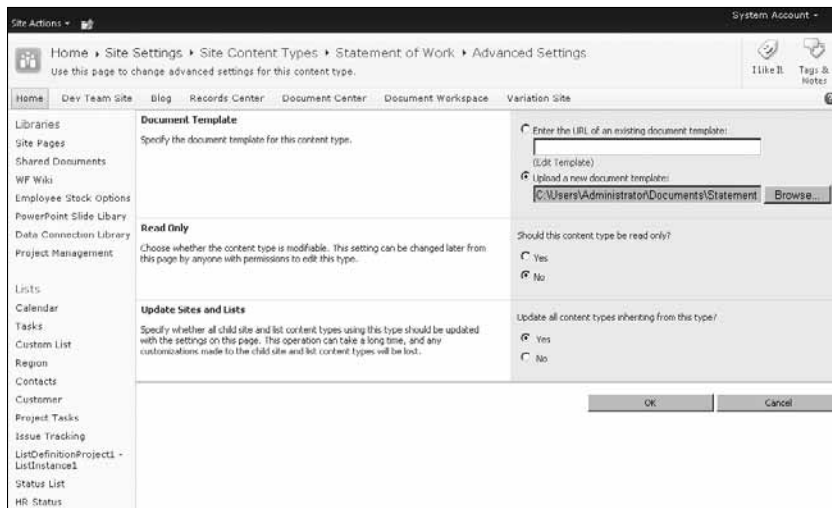 System Account
Site Actions
Home ▸ Site Settings ▸ Site Content Types ▸ Statement of Work ▸ Advanced Settings
Use this page to change advanced settings for this content type.
I Like It
Tags & Notes
Home Dev Team Site Blog Records Center Document Center Document Workspace Variation Site
Libraries
Site Pages
Shared Documents
WF Wiki
Employee Stock Options
PowerPoint Slide Libary
Data Connection Library
Project Management
Lists
Calendar
Tasks
Custom List
Region
Contacts
Customer
Project Tasks
Issue Tracking
ListDefinitionProject1 -
ListInstance1
Status List
HR Status
Document Template
Specify the document template for this content type.
Enter the URL of an existing document template:
(Edit Template)
Upload a new document template:
C:\Users\Administrator\Documents\Statement Browse...
Read Only
Choose whether the content type is modifiable. This setting can be changed later from
this page by anyone with permissions to edit this type.
Should this content type be read only?
Yes
No
Update Sites and Lists
Specify whether all child site and list content types using this type should be updated
with the settings on this page. This operation can take a long time, and any
customizations made to the child site and list content types will be lost.
Update all content types inheriting from this type?
Yes
No
OK Cancel